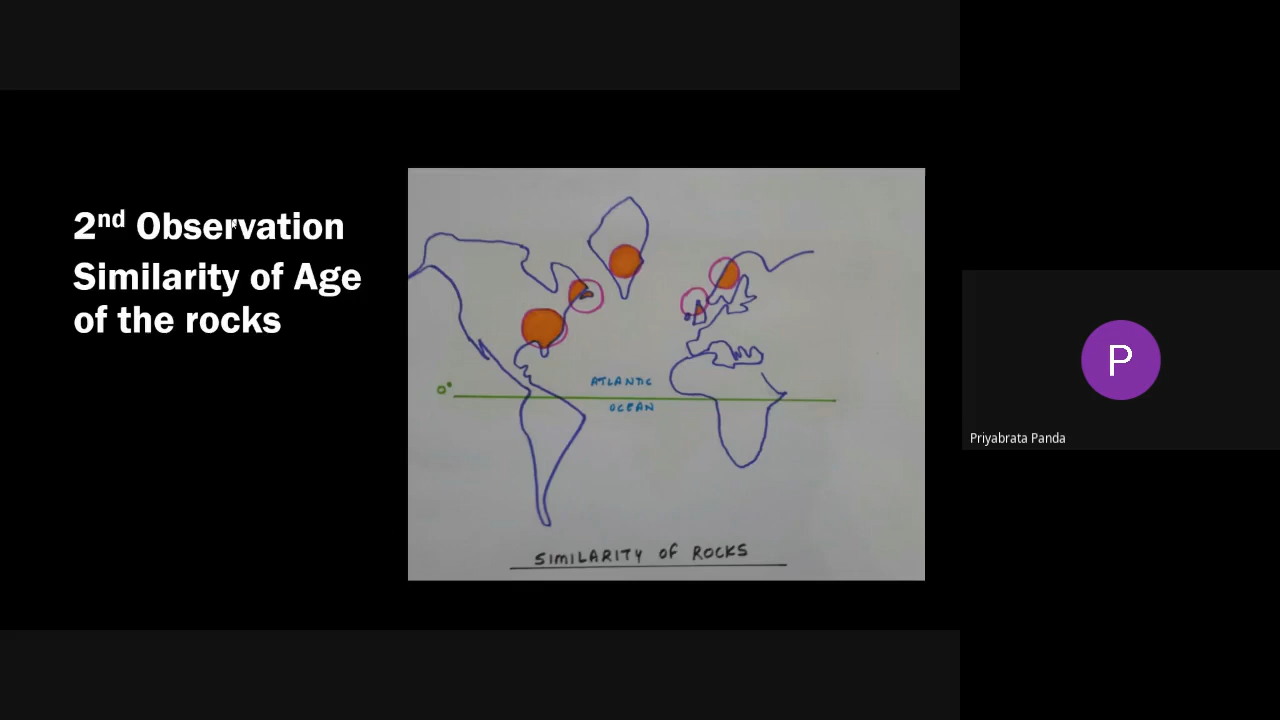 2nd Observation
Similarity of Age
of the rocks
ATLANTIC
0°
OCEAN
SIMILARITY OF ROCKS
P
Priyabrata Panda